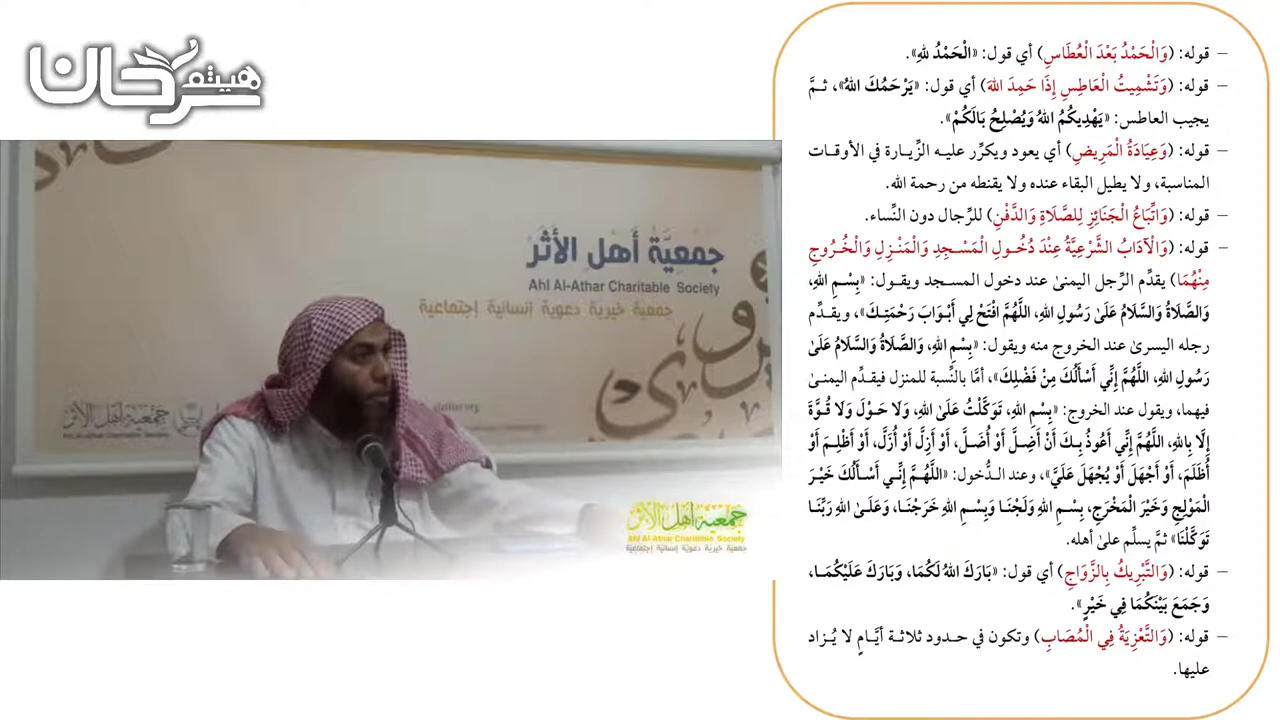 هيثم
سرحان
– قوله: (وَالْحَمْدُ بَعْدَ الْعُطَاسِ) أي قول: «الْحَمْدُ للهِ».
– قوله: (وَتَشْمِيتُ الْعَاطِسِ إِذَا حَمِدَ اللهَ) أي قول: «يَرْحَمُكَ اللهُ»، ثمَّ
يجيب العاطس: «يَهْدِيكُمُ اللهُ وَيُصْلِحُ بَالَكُمْ».
– قوله: (وَعِيَادَةُ الْمَرِيضِ) أي يعود ويكرِّر عليه الزِّيارة في الأوقات
المناسبة، ولا يطيل البقاء عنده ولا يقنطه من رحمة الله.
– قوله: (وَاتِّبَاعُ الْجَنَائِزِ لِلصَّلَاةِ وَالدَّفْنِ) للرِّجال دون النِّساء.
– قوله: (وَالْآدَابُ الشَّرْعِيَّةُ عِنْدَ دُخُولِ الْمَسْجِدِ وَالْمَنْزِلِ وَالْخُرُوجِ
مِنْهُمَا) يقدِّم الرِّجل اليمنىٰ عند دخول المسجد ويقول: «بِسْمِ اللهِ،
وَالصَّلَاةُ وَالسَّلَامُ عَلَىٰ رَسُولِ اللهِ، اللَّهُمَّ افْتَحْ لِي أَبْوَابَ رَحْمَتِكَ»، ويقدِّم
رجله اليسرىٰ عند الخروج منه ويقول: «بِسْمِ اللهِ، وَالصَّلَاةُ وَالسَّلَامُ عَلَىٰ
رَسُولِ اللهِ، اللَّهُمَّ إِنِّي أَسْأَلُكَ مِنْ فَضْلِكَ»، أمَّا بالنِّسبة للمنزل فيقدِّم اليمنىٰ
فيهما، ويقول عند الخروج: «بِسْمِ اللهِ، تَوَكَّلْتُ عَلَىٰ اللهِ، وَلَا حَوْلَ وَلَا قُوَّةَ
إِلَّا بِاللهِ، اللَّهُمَّ إِنِّي أَعُوذُ بِكَ أَنْ أَضِلَّ أَوْ أُضَلَّ، أَوْ أَزِلَّ أَوْ أُزَلَّ، أَوْ أَظْلِمَ أَوْ
أُظْلَمَ، أَوْ أَجْهَلَ أَوْ يُجْهَلَ عَلَيَّ»، وعند الدُّخول: «اللَّهُمَّ إِنِّي أَسْأَلُكَ خَيْرَ
الْمَوْلِجِ وَخَيْرَ الْمَخْرَجِ، بِسْمِ اللهِ وَلَجْنَا وَبِسْمِ اللهِ خَرَجْنَا، وَعَلَىٰ اللهِ رَبِّنَا
تَوَكَّلْنَا» ثمَّ يسلِّم علىٰ أهله.
– قوله: (وَالتَّبْرِيكُ بِالزَّوَاجِ) أي قول: «بَارَكَ اللهُ لَكُمَا، وَبَارَكَ عَلَيْكُمَا،
وَجَمَعَ بَيْنَكُمَا فِي خَيْرٍ».
– قوله: (وَالتَّعْزِيَةُ فِي الْمُصَابِ) وتكون في حدود ثلاثة أيَّامٍ لا يُزاد
عليها.
جمعية أهل الأثر
Ahl Al-Athar Charitable Society
جمعية خيرية دعوية إنسانية إجتماعية
جمعية أهل الأثر
جمعية أهل الأثر
Ahl Al-Athar Charitable Society
جمعية خيرية دعوية إنسانية إجتماعية